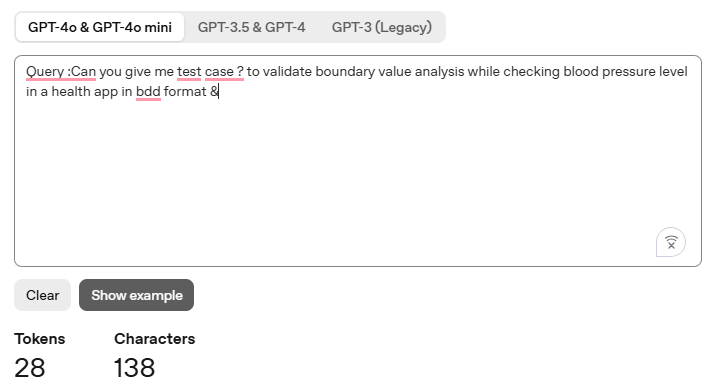 GPT-4o & GPT-4o mini GPT-3.5 & GPT-4 GPT-3 (Legacy)
Query :Can you give me test case ? to validate boundary value analysis while checking blood pressure level
in a health app in bdd format &
Clear Show example
Tokens Characters
28 138